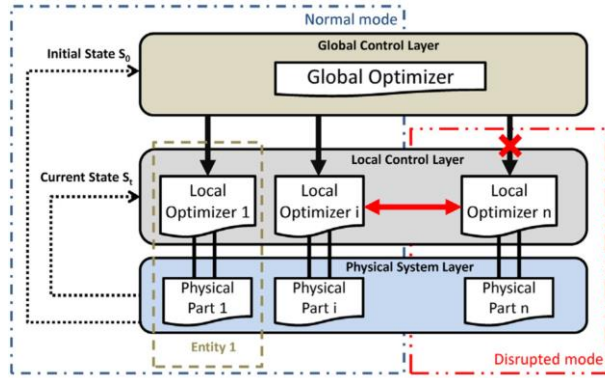 Normal mode
Initial State S₀
Global Control Layer
Global Optimizer
Current State Sₜ
Local Control Layer
Local
Optimizer 1
Local
Optimizer i
Local
Optimizer n
Physical System Layer
Physical
Part 1
Physical
Part i
Physical
Part n
Entity 1
Disrupted mode